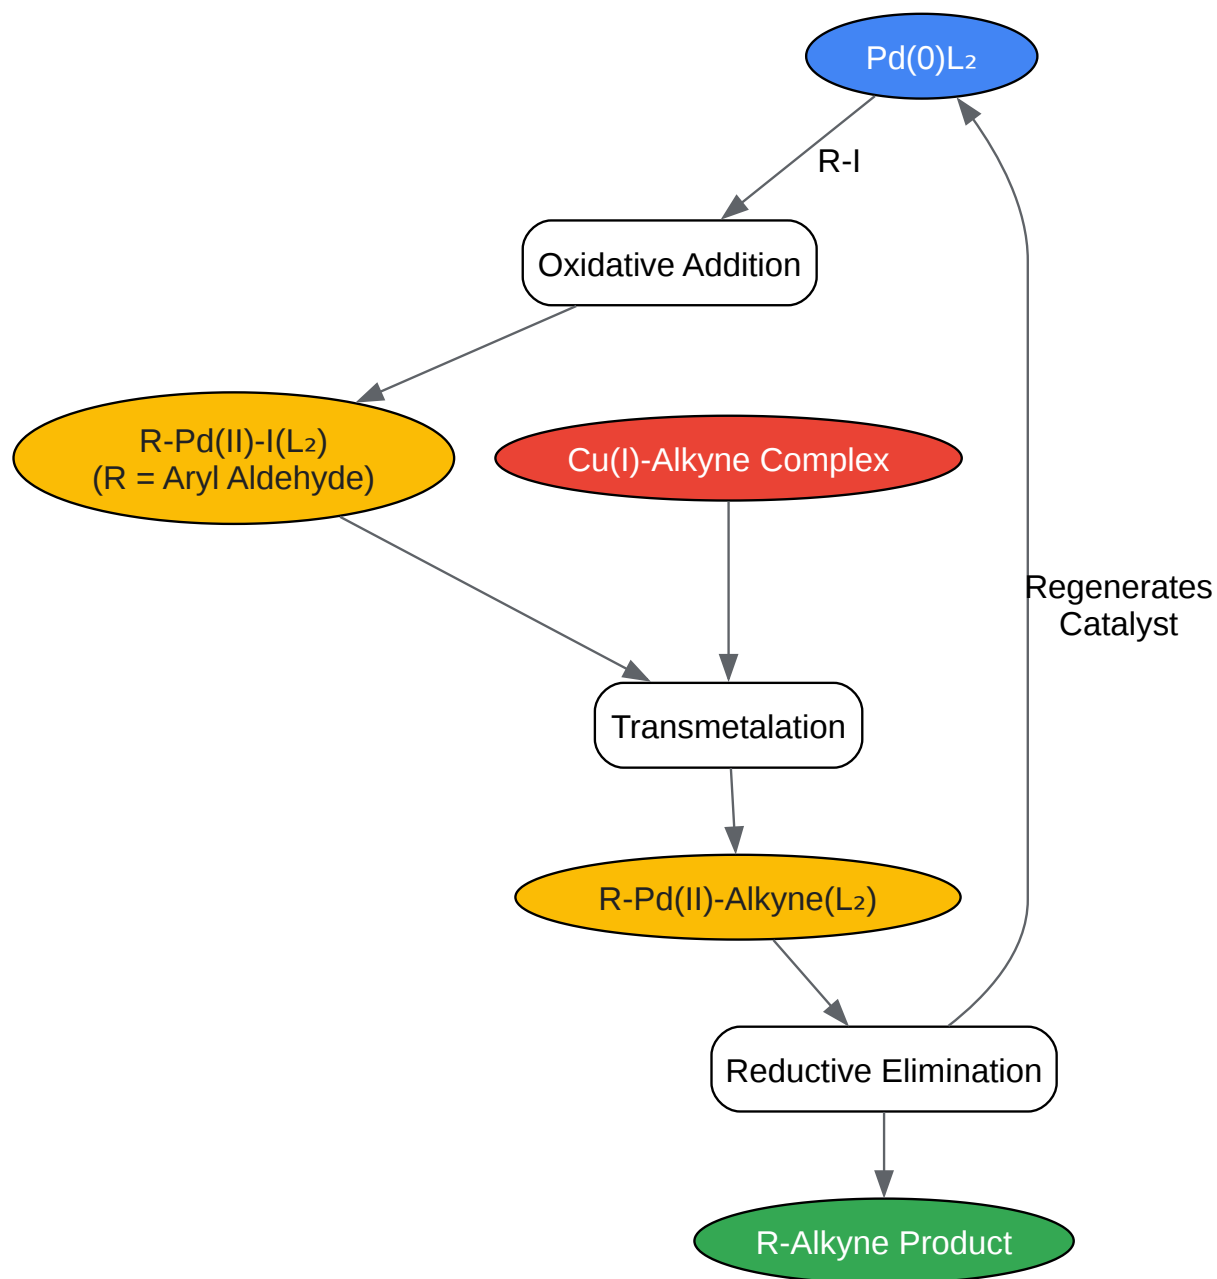 Pd(0)L₂
R-I
Oxidative Addition
R-Pd(II)-I(L₂)
(R = Aryl Aldehyde)
Cu(I)-Alkyne Complex
Regenerates
Catalyst
Transmetalation
R-Pd(II)-Alkyne(L₂)
Reductive Elimination
R-Alkyne Product